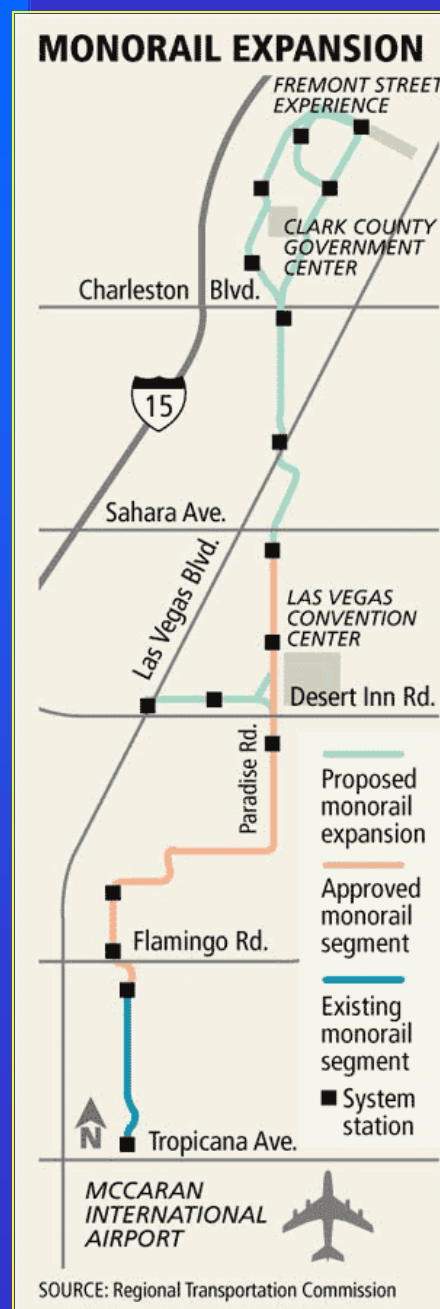 MONORAIL EXPANSION
FREMONT STREET
EXPERIENCE
CLARK COUNTY
GOVERNMENT
CENTER
Charleston Blvd.
15
Sahara Ave.
Las Vegas Blvd.
LAS VEGAS
CONVENTION
CENTER
Desert Inn Rd.
Paradise Rd.
Proposed
monorail
expansion
Approved
monorail
segment
Flamingo Rd.
Existing
monorail
segment
System
station
N
Tropicana Ave.
MCCARAN
INTERNATIONAL
AIRPORT
SOURCE: Regional Transportation Commission